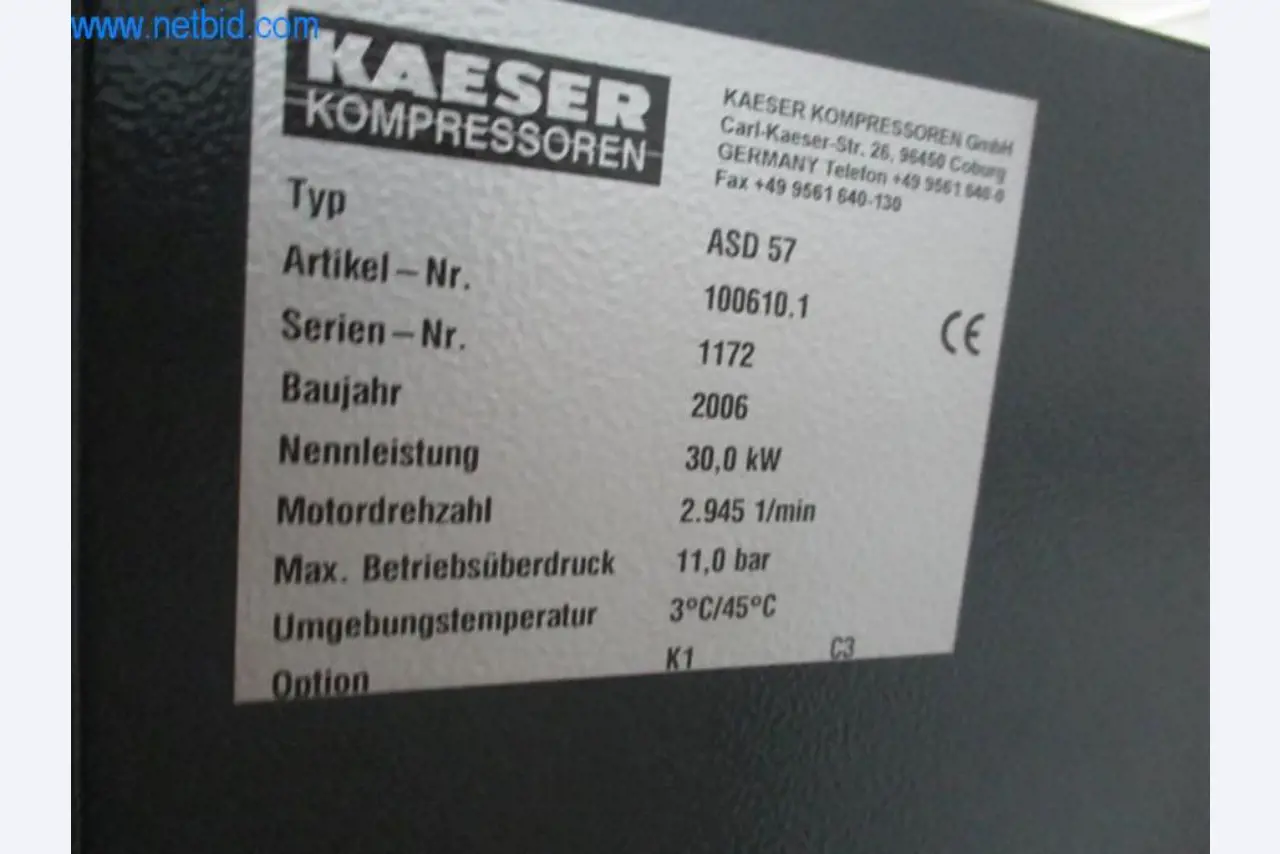 www.netbid.com
KAESER
KOMPRESSOREN
KAESER KOMPRESSOREN GmbH
Carl-Kaeser-Str. 26, 96450 Coburg
GERMANY Telefon +49 9561 640-0
Fax +49 9561 640-130
Typ ASD 57
Artikel-Nr. 100610.1
Serien-Nr. 1172
CE
Baujahr 2006
Nennleistung 30,0 kW
Motordrehzahl 2.945 1/min
Max. Betriebsüberdruck 11,0 bar
Umgebungstemperatur 3°C/45°C
Option K1 C3